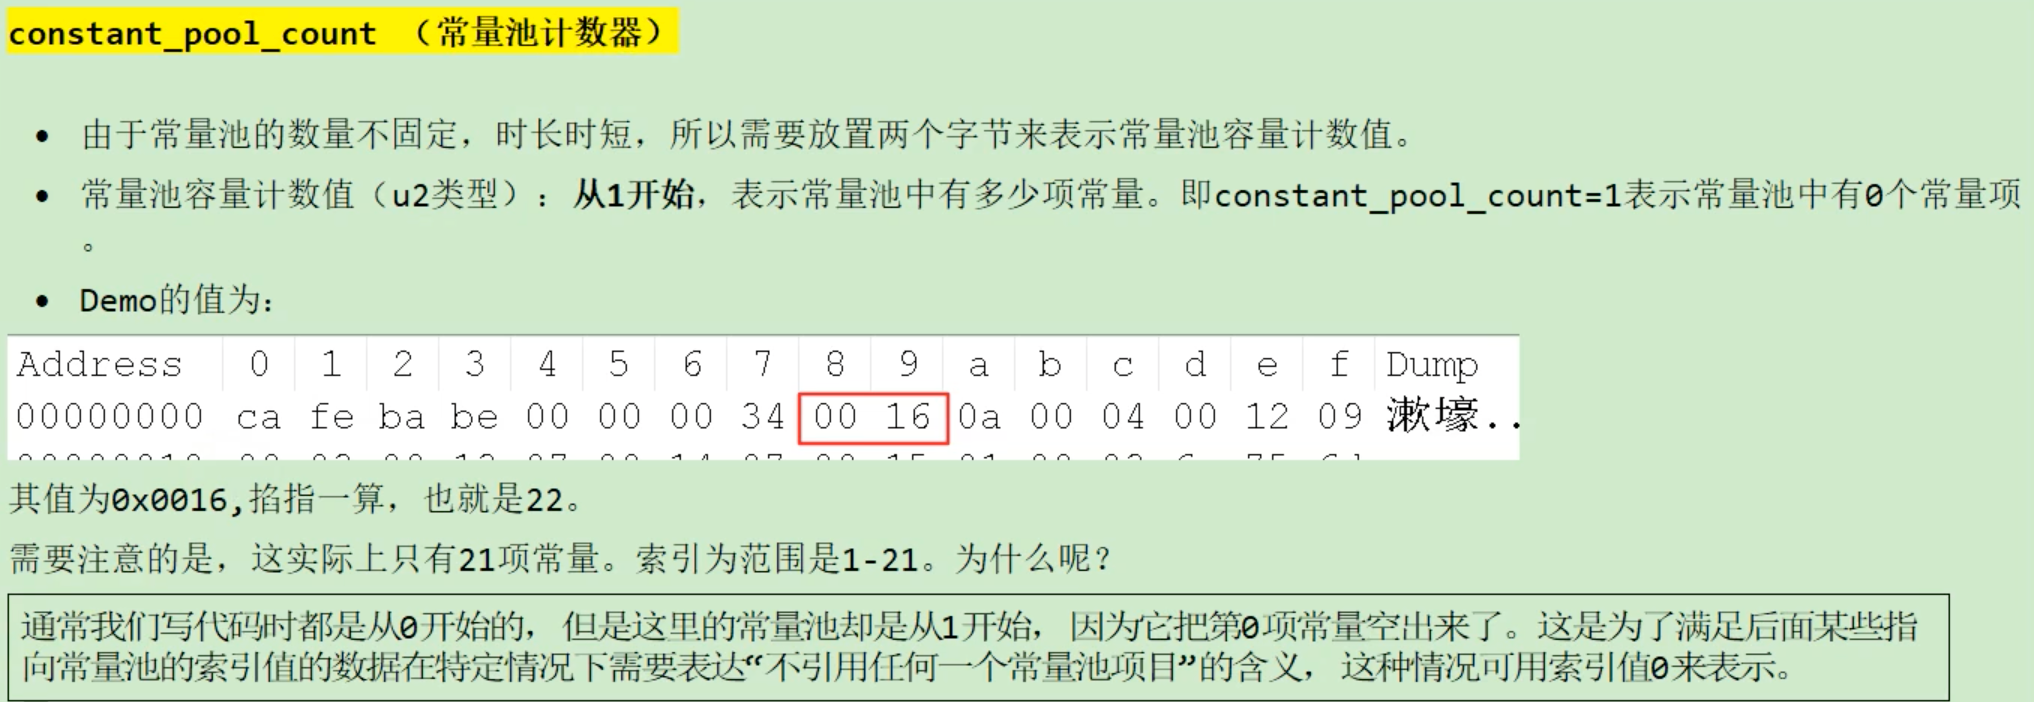 constant_pool_count （常量池计数器）
• 由于常量池的数量不固定，时长时短，所以需要放置两个字节来表示常量池容量计数值。
• 常量池容量计数值（u2类型）：从1开始，表示常量池中有多少项常量。即constant_pool_count=1表示常量池中有0个常量项
。
• Demo的值为：
Address 0 1 2 3 4 5 6 7 8 9 a b c d e f Dump
00000000 ca fe ba be 00 00 00 34 00 16 0a 00 04 00 12 09 漱壕..
其值为0x0016,掐指一算，也就是22。
需要注意的是，这实际上只有21项常量。索引为范围是1-21。为什么呢？
通常我们写代码时都是从0开始的，但是这里的常量池却是从1开始，因为它把第0项常量空出来了。这是为了满足后面某些指
向常量池的索引值的数据在特定情况下需要表达“不引用任何一个常量池项目”的含义，这种情况可用索引值0来表示。